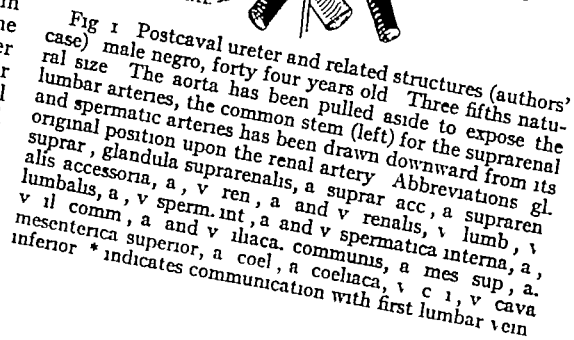 Fig 1 Postcaval ureter and related structures (authors'
case) male negro, forty four years old Three fifths natu-
ral size The aorta has been pulled aside to expose the
lumbar arteries, the common stem (left) for the suprarenal
and spermatic arteries has been drawn downward from its
original position upon the renal artery Abbreviations gl.
suprar, glandula suprarenalis, a suprar acc, a supraren
alis accessoria, a, v ren, a and v renalis, v lumb, v
lumbalis, a, v sperm. int, a and v spermatica interna, a,
v il comm, a and v iliaca. communis, a mes sup, a.
mesenterica superior, a coel, a coeliaca, v c i, v cava
inferior * indicates communication with first lumbar vein